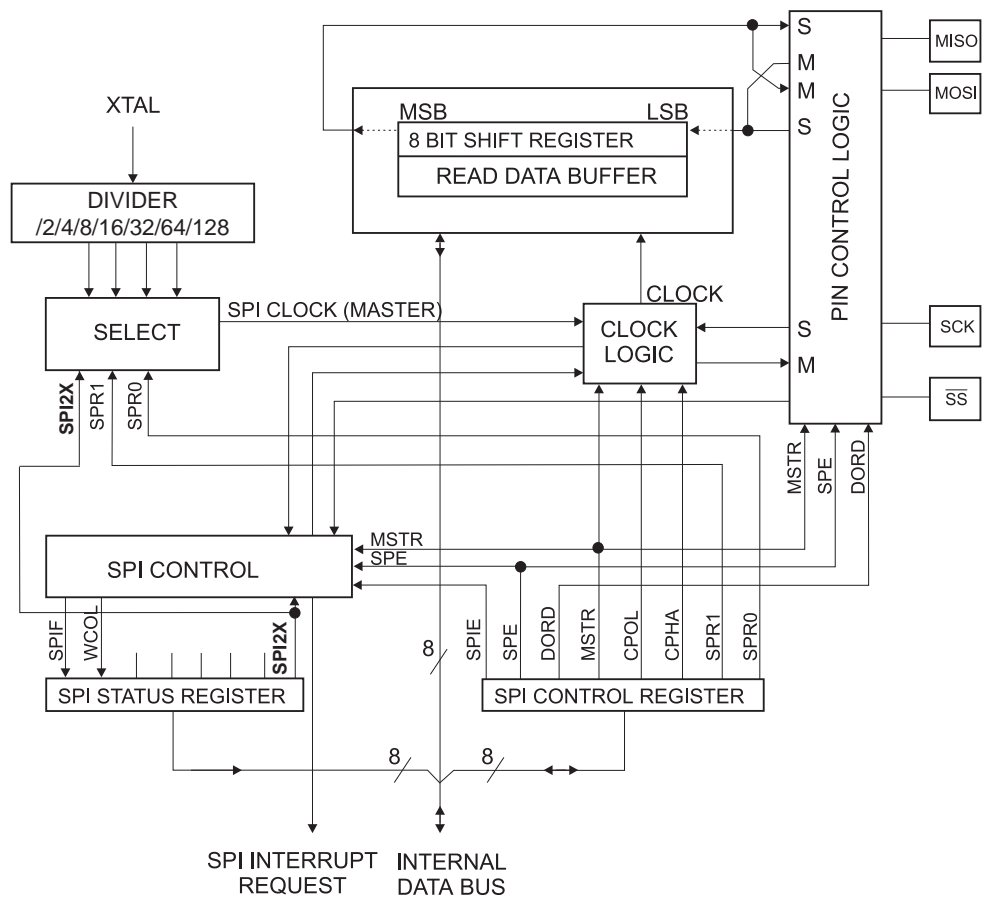 S
MISO
M
M
MOSI
XTAL
MSB
LSB
S
8 BIT SHIFT REGISTER
READ DATA BUFFER
PIN CONTROL LOGIC
DIVIDER
/2/4/8/16/32/64/128
SPI CLOCK (MASTER)
CLOCK
SELECT
CLOCK
LOGIC
S
SCK
M
SPI2X
SPR1
SPR0
SS
MSTR
SPE
DORD
SPI CONTROL
MSTR
SPE
SPIF
WCOL
SPI2X
8
SPIE
SPE
DORD
MSTR
CPOL
CPHA
SPR1
SPR0
SPI STATUS REGISTER
SPI CONTROL REGISTER
8
8
SPI INTERRUPT
REQUEST
INTERNAL
DATA BUS